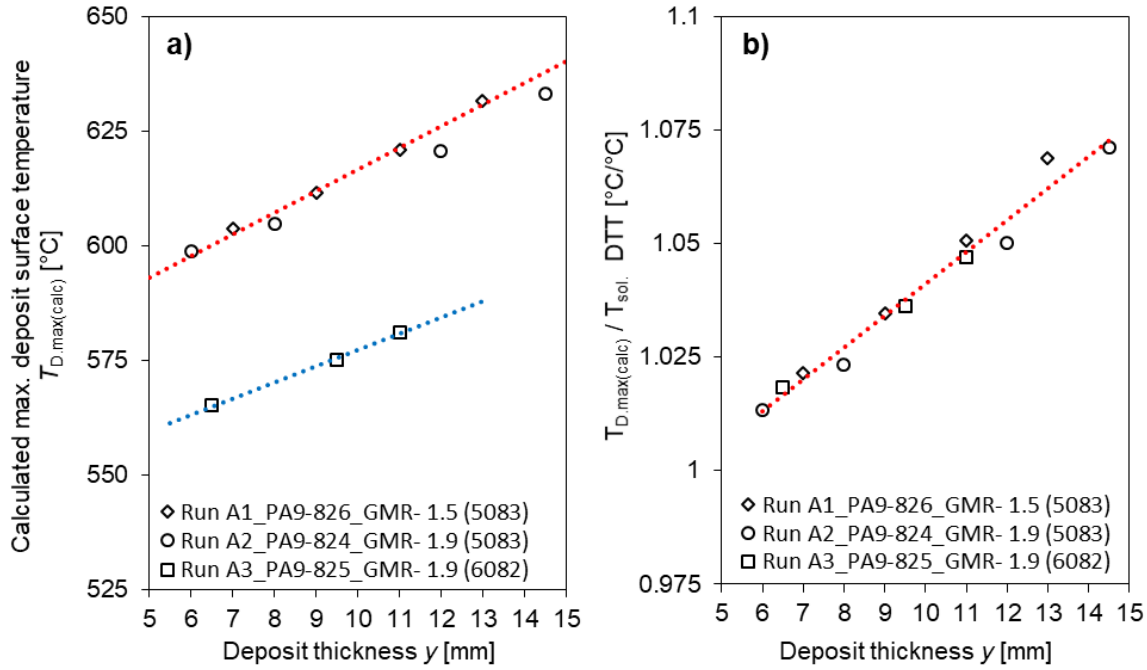 a)
Calculated max. deposit surface temperature
T_D.max(calc) [°C]
650
625
600
575
550
525
Run A1_PA9-826_GMR- 1.5 (5083)
Run A2_PA9-824_GMR- 1.9 (5083)
Run A3_PA9-825_GMR- 1.9 (6082)
5 6 7 8 9 10 11 12 13 14 15
Deposit thickness y [mm]
b)
T_D.max(calc) / T_sol. DTT [°C/°C]
1.1
1.075
1.05
1.025
1
0.975
Run A1_PA9-826_GMR- 1.5 (5083)
Run A2_PA9-824_GMR- 1.9 (5083)
Run A3_PA9-825_GMR- 1.9 (6082)
5 6 7 8 9 10 11 12 13 14 15
Deposit thickness y [mm]